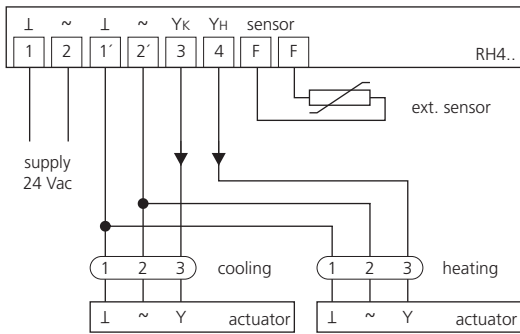 ⊥ ~ ⊥ ~ YK YH sensor
1 2 1´ 2´ 3 4 F F RH4..
ext. sensor
supply
24 Vac
1 2 3 cooling 1 2 3 heating
⊥ ~ Y actuator ⊥ ~ Y actuator